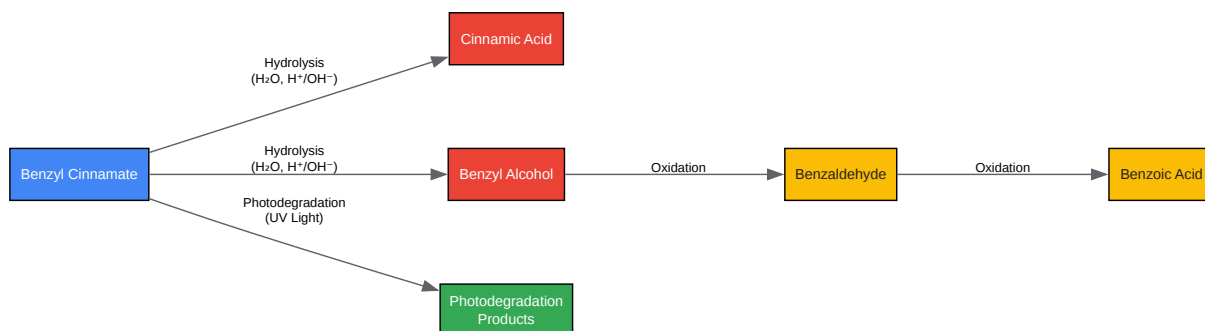 Cinnamic Acid
Hydrolysis
(H₂O, H⁺/OH⁻)
Benzyl Cinnamate
Hydrolysis
(H₂O, H⁺/OH⁻)
Benzyl Alcohol
Oxidation
Benzaldehyde
Oxidation
Benzoic Acid
Photodegradation
(UV Light)
Photodegradation
Products